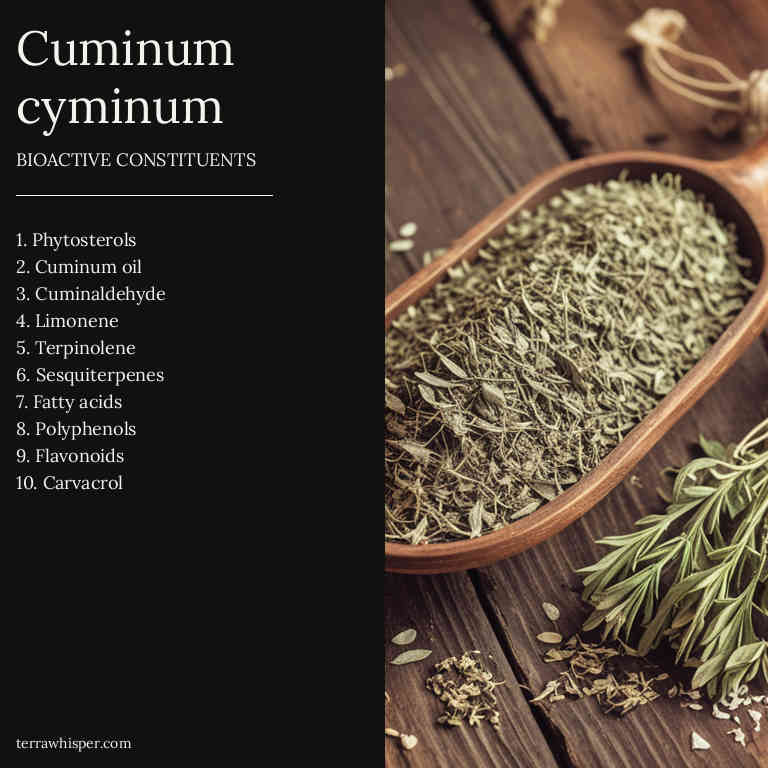 Cuminum
cyminum
BIOACTIVE CONSTITUENTS
1. Phytosterols
2. Cuminum oil
3. Cuminaldehyde
4. Limonene
5. Terpinolene
6. Sesquiterpenes
7. Fatty acids
8. Polyphenols
9. Flavonoids
10. Carvacrol
terrawhisper.com